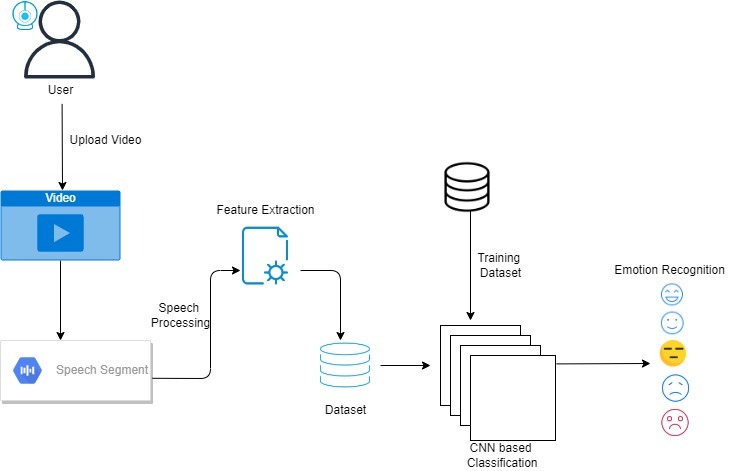 User
Upload Video
Video
Feature Extraction
Training
Dataset
Emotion Recognition
Speech
Processing
Speech Segment
Dataset
CNN based
Classification